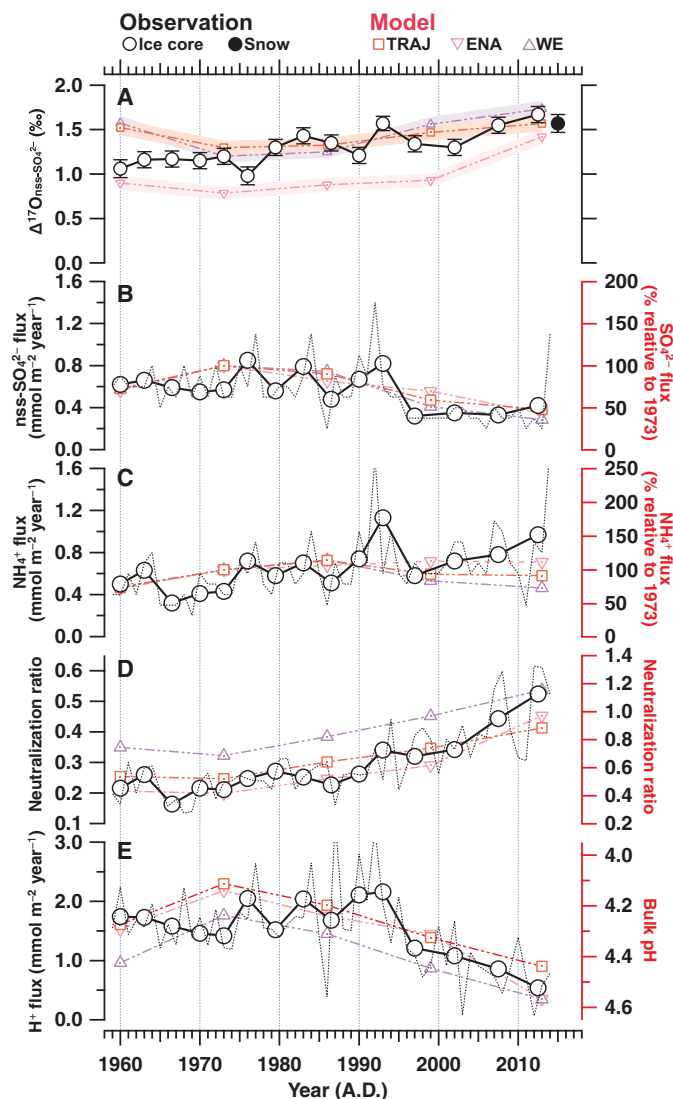 Observation Model
Ice core Snow TRAJ ENA WE
A
2.0
1.5
1.0
0.5
0.0
Δ¹⁷Onss-SO₄²⁻ (‰)
B
1.6
1.2
0.8
0.4
0.0
nss-SO₄²⁻ flux
(mmol m⁻² year⁻¹)
200
150
100
50
0
SO₄²⁻ flux
(% relative to 1973)
C
1.6
1.2
0.8
0.4
0.0
NH₄⁺ flux
(mmol m⁻² year⁻¹)
250
200
150
100
50
0
NH₄⁺ flux
(% relative to 1973)
D
0.6
0.5
0.4
0.3
0.2
0.1
Neutralization ratio
1.4
1.2
1.0
0.8
0.6
0.4
0.2
Neutralization ratio
E
3.0
2.0
1.0
0.0
H⁺ flux (mmol m⁻² year⁻¹)
4.0
4.2
4.4
4.6
Bulk pH
1960 1970 1980 1990 2000 2010
Year (A.D.)